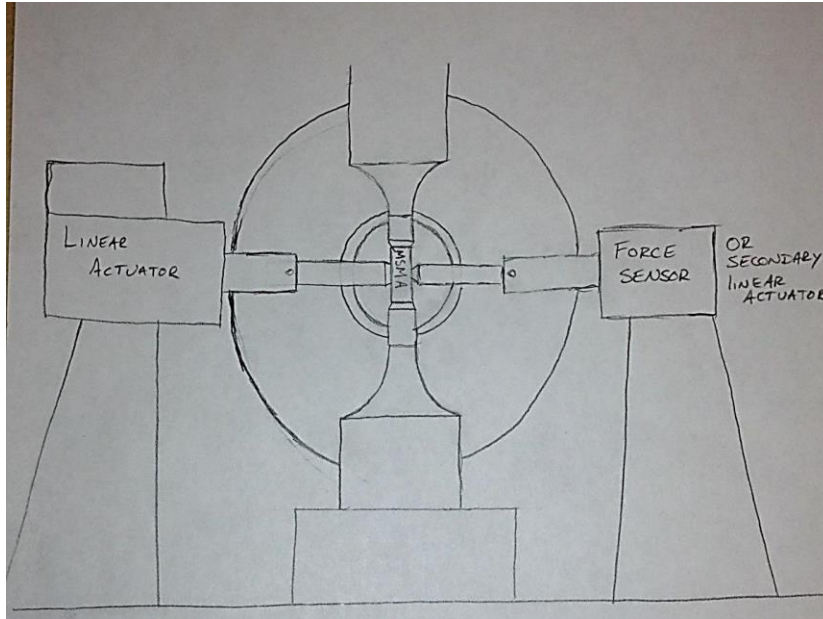 LINEAR
ACTUATOR
MSMA
FORCE
SENSOR
OR
SECONDARY
LINEAR
ACTUATOR